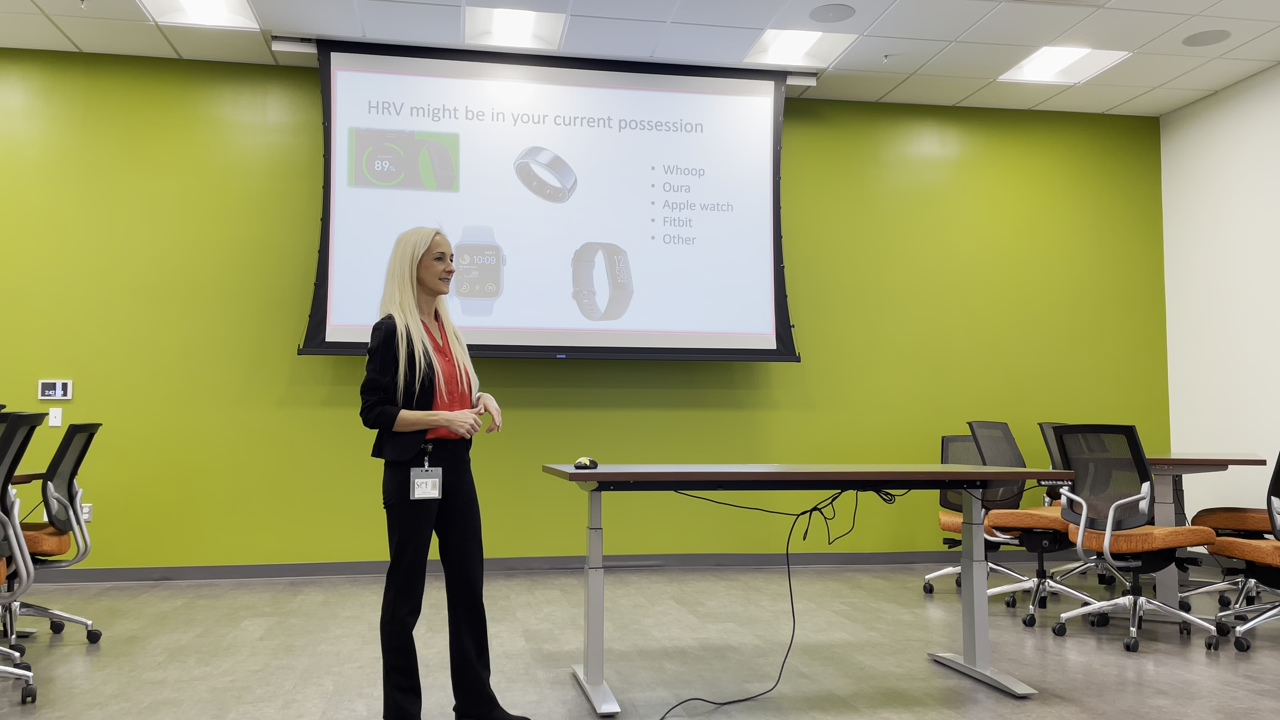 HRV might be in your current possession
89%
• Whoop
• Oura
• Apple watch
• Fitbit
• Other
10:09